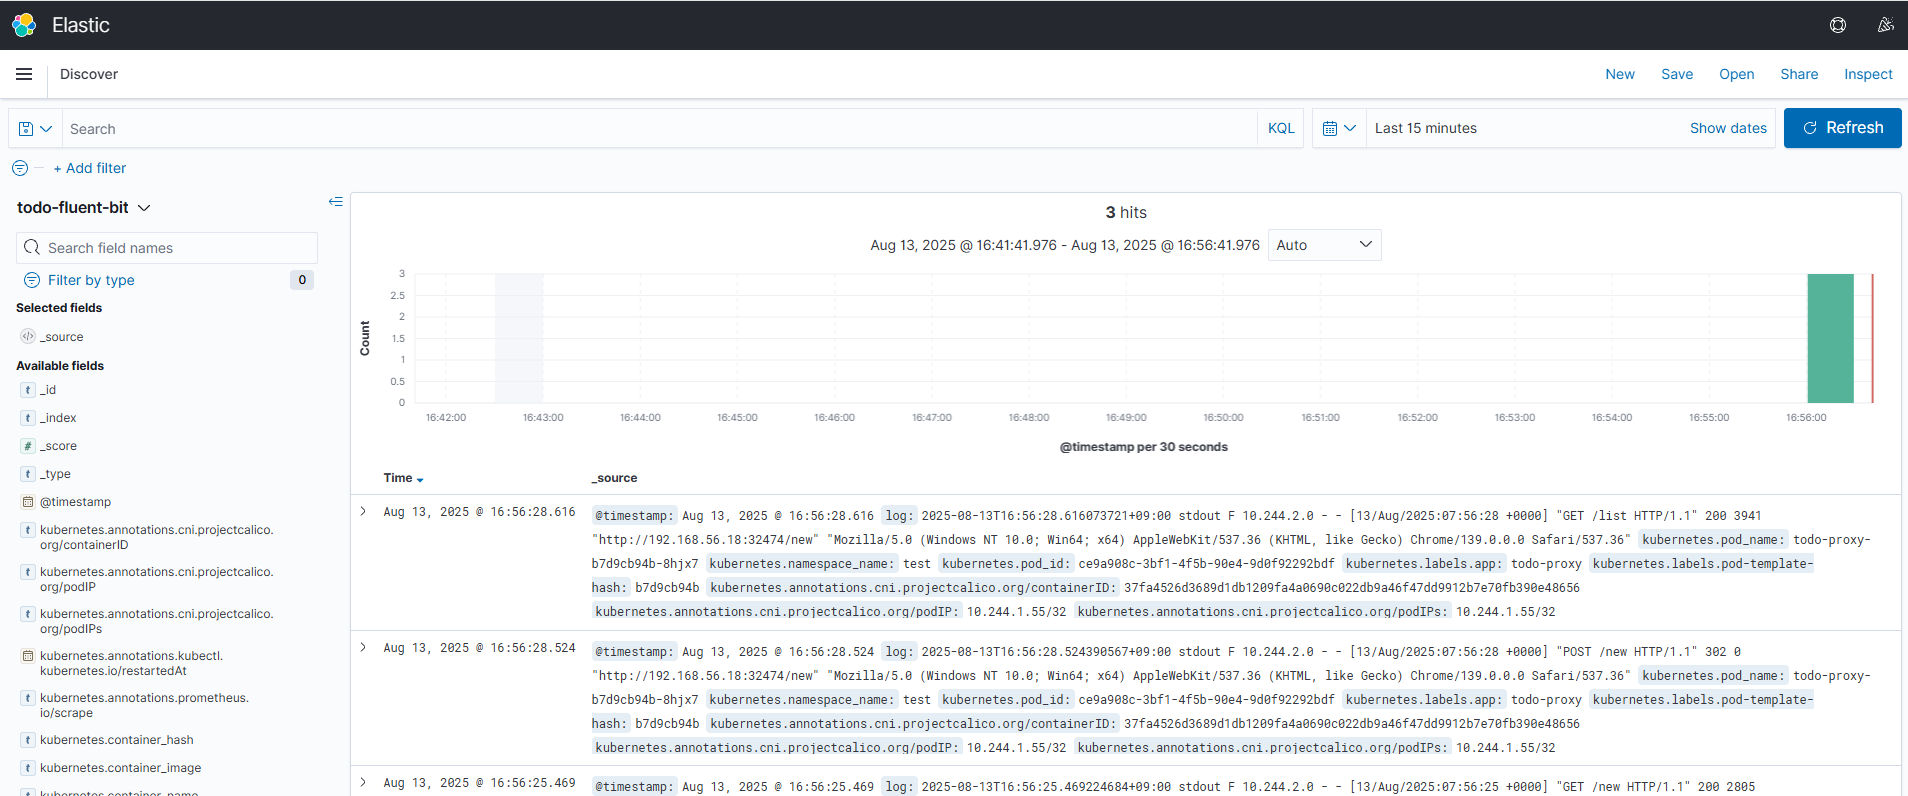 Elastic
Discover
New Save Open Share Inspect
Search
KQL
Last 15 minutes
Show dates
Refresh
+ Add filter
todo-fluent-bit
Search field names
Filter by type
0
Selected fields
_source
Available fields
t _id
t _index
# _score
t _type
@timestamp
t kubernetes.annotations.cni.projectcalico.
org/containerID
t kubernetes.annotations.cni.projectcalico.
org/podIP
t kubernetes.annotations.cni.projectcalico.
org/podIPs
kubernetes.annotations.kubectl.
kubernetes.io/restartedAt
t kubernetes.annotations.prometheus.
io/scrape
t kubernetes.container_hash
t kubernetes.container_image
kubernetes.container_name
3 hits
Aug 13, 2025 @ 16:41:41.976 - Aug 13, 2025 @ 16:56:41.976
Auto
Count
3
2.5
2
1.5
1
0.5
0
16:42:00 16:43:00 16:44:00 16:45:00 16:46:00 16:47:00 16:48:00 16:49:00 16:50:00 16:51:00 16:52:00 16:53:00 16:54:00 16:55:00 16:56:00
@timestamp per 30 seconds
Time _source
Aug 13, 2025 @ 16:56:28.616
@timestamp: Aug 13, 2025 @ 16:56:28.616 log: 2025-08-13T16:56:28.616073721+09:00 stdout F 10.244.2.0 - - [13/Aug/2025:07:56:28 +0000] "GET /list HTTP/1.1" 200 3941
"http://192.168.56.18:32474/new" "Mozilla/5.0 (Windows NT 10.0; Win64; x64) AppleWebKit/537.36 (KHTML, like Gecko) Chrome/139.0.0.0 Safari/537.36" kubernetes.pod_name: todo-proxy-
b7d9cb94b-8hjx7 kubernetes.namespace_name: test kubernetes.pod_id: ce9a908c-3bf1-4f5b-90e4-9d0f92292bdf kubernetes.labels.app: todo-proxy kubernetes.labels.pod-template-
hash: b7d9cb94b kubernetes.annotations.cni.projectcalico.org/containerID: 37fa4526d3689d1db1209fa4a0690c022db9a46f47dd9912b7e70fb390e48656
kubernetes.annotations.cni.projectcalico.org/podIP: 10.244.1.55/32 kubernetes.annotations.cni.projectcalico.org/podIPs: 10.244.1.55/32
Aug 13, 2025 @ 16:56:28.524
@timestamp: Aug 13, 2025 @ 16:56:28.524 log: 2025-08-13T16:56:28.524390567+09:00 stdout F 10.244.2.0 - - [13/Aug/2025:07:56:28 +0000] "POST /new HTTP/1.1" 302 0
"http://192.168.56.18:32474/new" "Mozilla/5.0 (Windows NT 10.0; Win64; x64) AppleWebKit/537.36 (KHTML, like Gecko) Chrome/139.0.0.0 Safari/537.36" kubernetes.pod_name: todo-proxy-
b7d9cb94b-8hjx7 kubernetes.namespace_name: test kubernetes.pod_id: ce9a908c-3bf1-4f5b-90e4-9d0f92292bdf kubernetes.labels.app: todo-proxy kubernetes.labels.pod-template-
hash: b7d9cb94b kubernetes.annotations.cni.projectcalico.org/containerID: 37fa4526d3689d1db1209fa4a0690c022db9a46f47dd9912b7e70fb390e48656
kubernetes.annotations.cni.projectcalico.org/podIP: 10.244.1.55/32 kubernetes.annotations.cni.projectcalico.org/podIPs: 10.244.1.55/32
Aug 13, 2025 @ 16:56:25.469
@timestamp: Aug 13, 2025 @ 16:56:25.469 log: 2025-08-13T16:56:25.469224684+09:00 stdout F 10.244.2.0 - - [13/Aug/2025:07:56:25 +0000] "GET /new HTTP/1.1" 200 2805